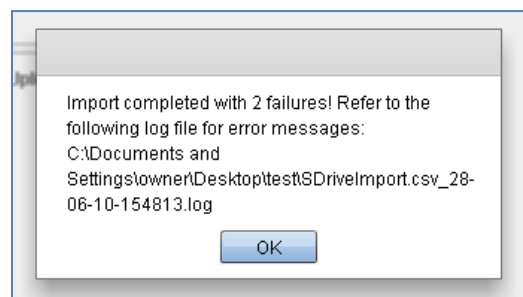 Import completed with 2 failures! Refer to the
following log file for error messages:
C:\Documents and
Settings\owner\Desktop\test\SDriveImport.csv_28-
06-10-154813.log
OK